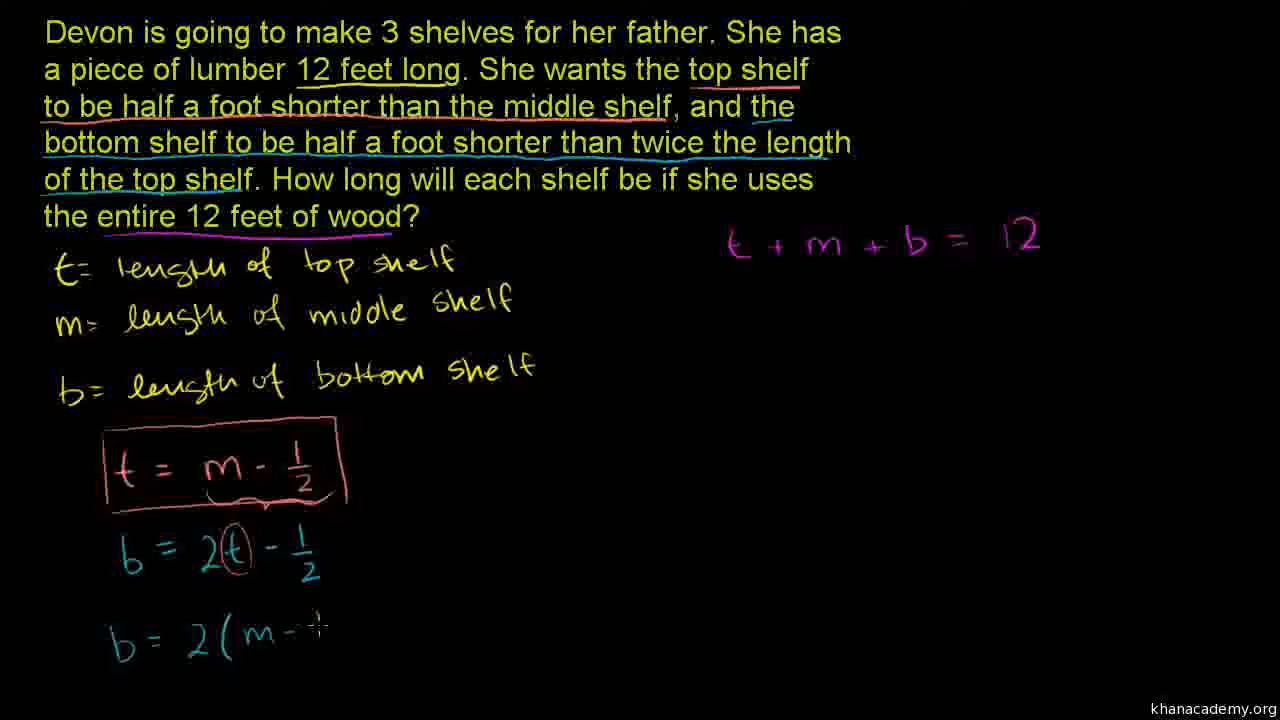 Devon is going to make 3 shelves for her father. She has
a piece of lumber 12 feet long. She wants the top shelf
to be half a foot shorter than the middle shelf, and the
bottom shelf to be half a foot shorter than twice the length
of the top shelf. How long will each shelf be if she uses
the entire 12 feet of wood?
t + m + b = 12
t = length of top shelf
m = length of middle shelf
b = length of bottom shelf
t = m - 1/2
b = 2t - 1/2
b = 2(m -
khanacademy.org